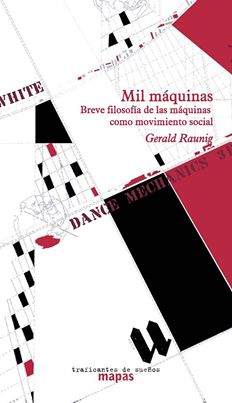 WHITE
Mil máquinas
Breve filosofía de las máquinas
como movimiento social
Gerald Raunig
DANCE MECHANICS 3
traficantes de sueños
mapas